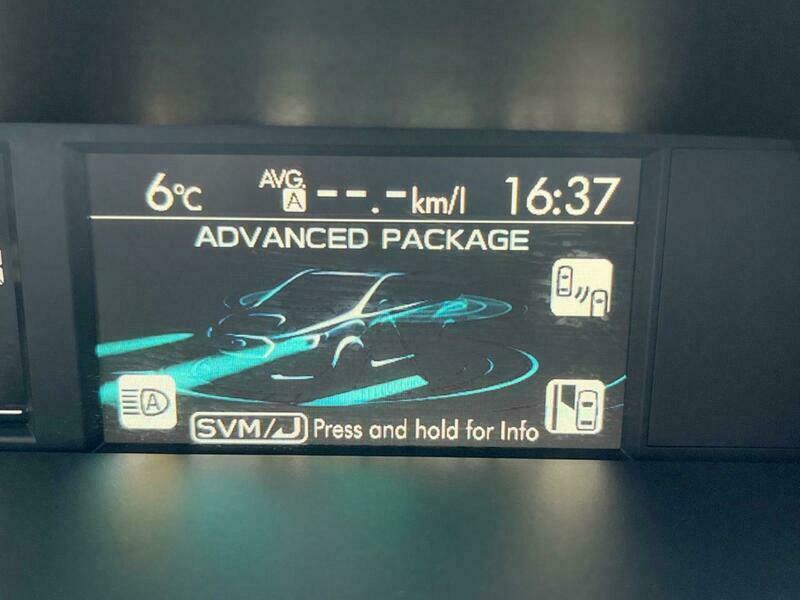 6°C AVG. A --.- km/l 16:37
ADVANCED PACKAGE
A
SVM/ Press and hold for Info